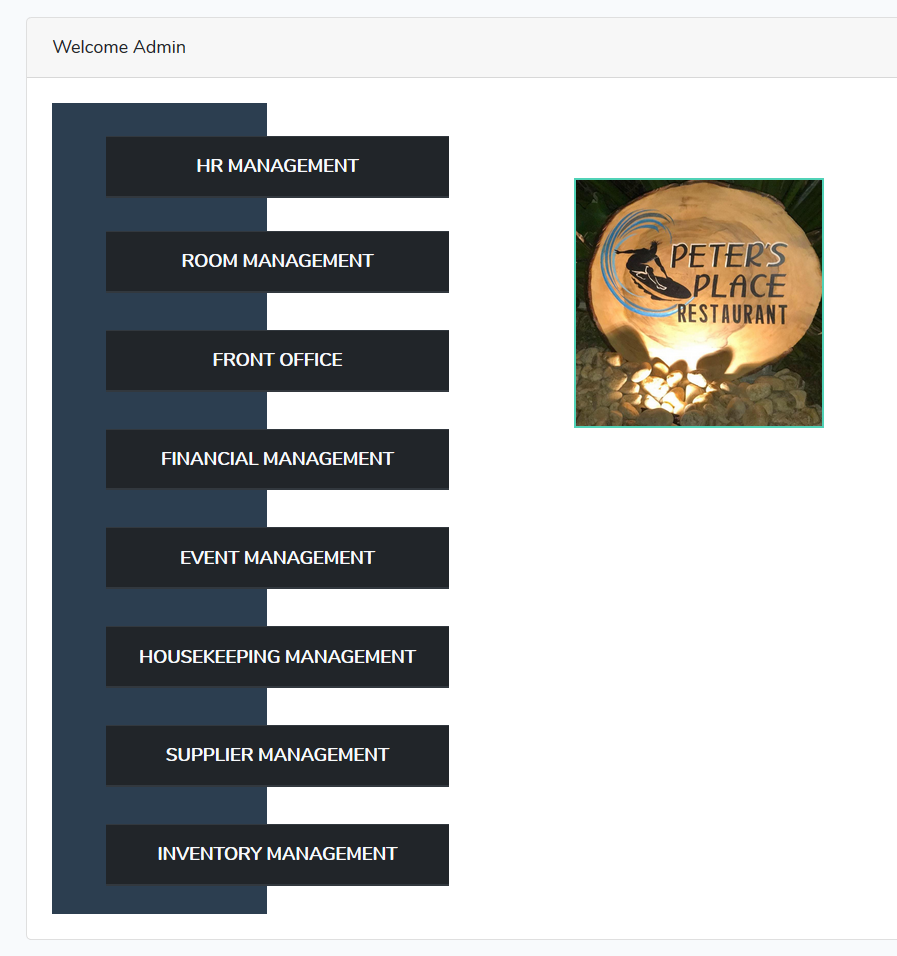 Welcome Admin
HR MANAGEMENT
ROOM MANAGEMENT
FRONT OFFICE
FINANCIAL MANAGEMENT
EVENT MANAGEMENT
HOUSEKEEPING MANAGEMENT
SUPPLIER MANAGEMENT
INVENTORY MANAGEMENT
PETER'S
PLACE
RESTAURANT